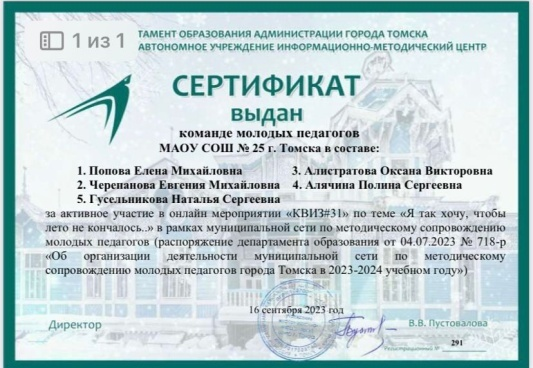 1 из 1
ТАМЕНТ ОБРАЗОВАНИЯ АДМИНИСТРАЦИИ ГОРОДА ТОМСКА
АВТОНОМНОЕ УЧРЕЖДЕНИЕ ИНФОРМАЦИОННО-МЕТОДИЧЕСКИЙ ЦЕНТР
СЕРТИФИКАТ
выдан
команде молодых педагогов
МАОУ СОШ № 25 г. Томска в составе:
1. Попова Елена Михайловна 3. Алистратова Оксана Викторовна
2. Черепанова Евгения Михайловна 4. Алячина Полина Сергеевна
5. Гусельникова Наталья Сергеевна
за активное участие в онлайн мероприятии «КВИЗ#31» по теме «Я так хочу, чтобы
лето не кончалось..» в рамках муниципальной сети по методическому сопровождению
молодых педагогов (распоряжение департамента образования от 04.07.2023 № 718-р
«Об организации деятельности муниципальной сети по методическому
сопровождению молодых педагогов города Томска в 2023-2024 учебном году»)
16 сентября 2023 год
Директор В.В. Пустовалова
Регистрационный № 291